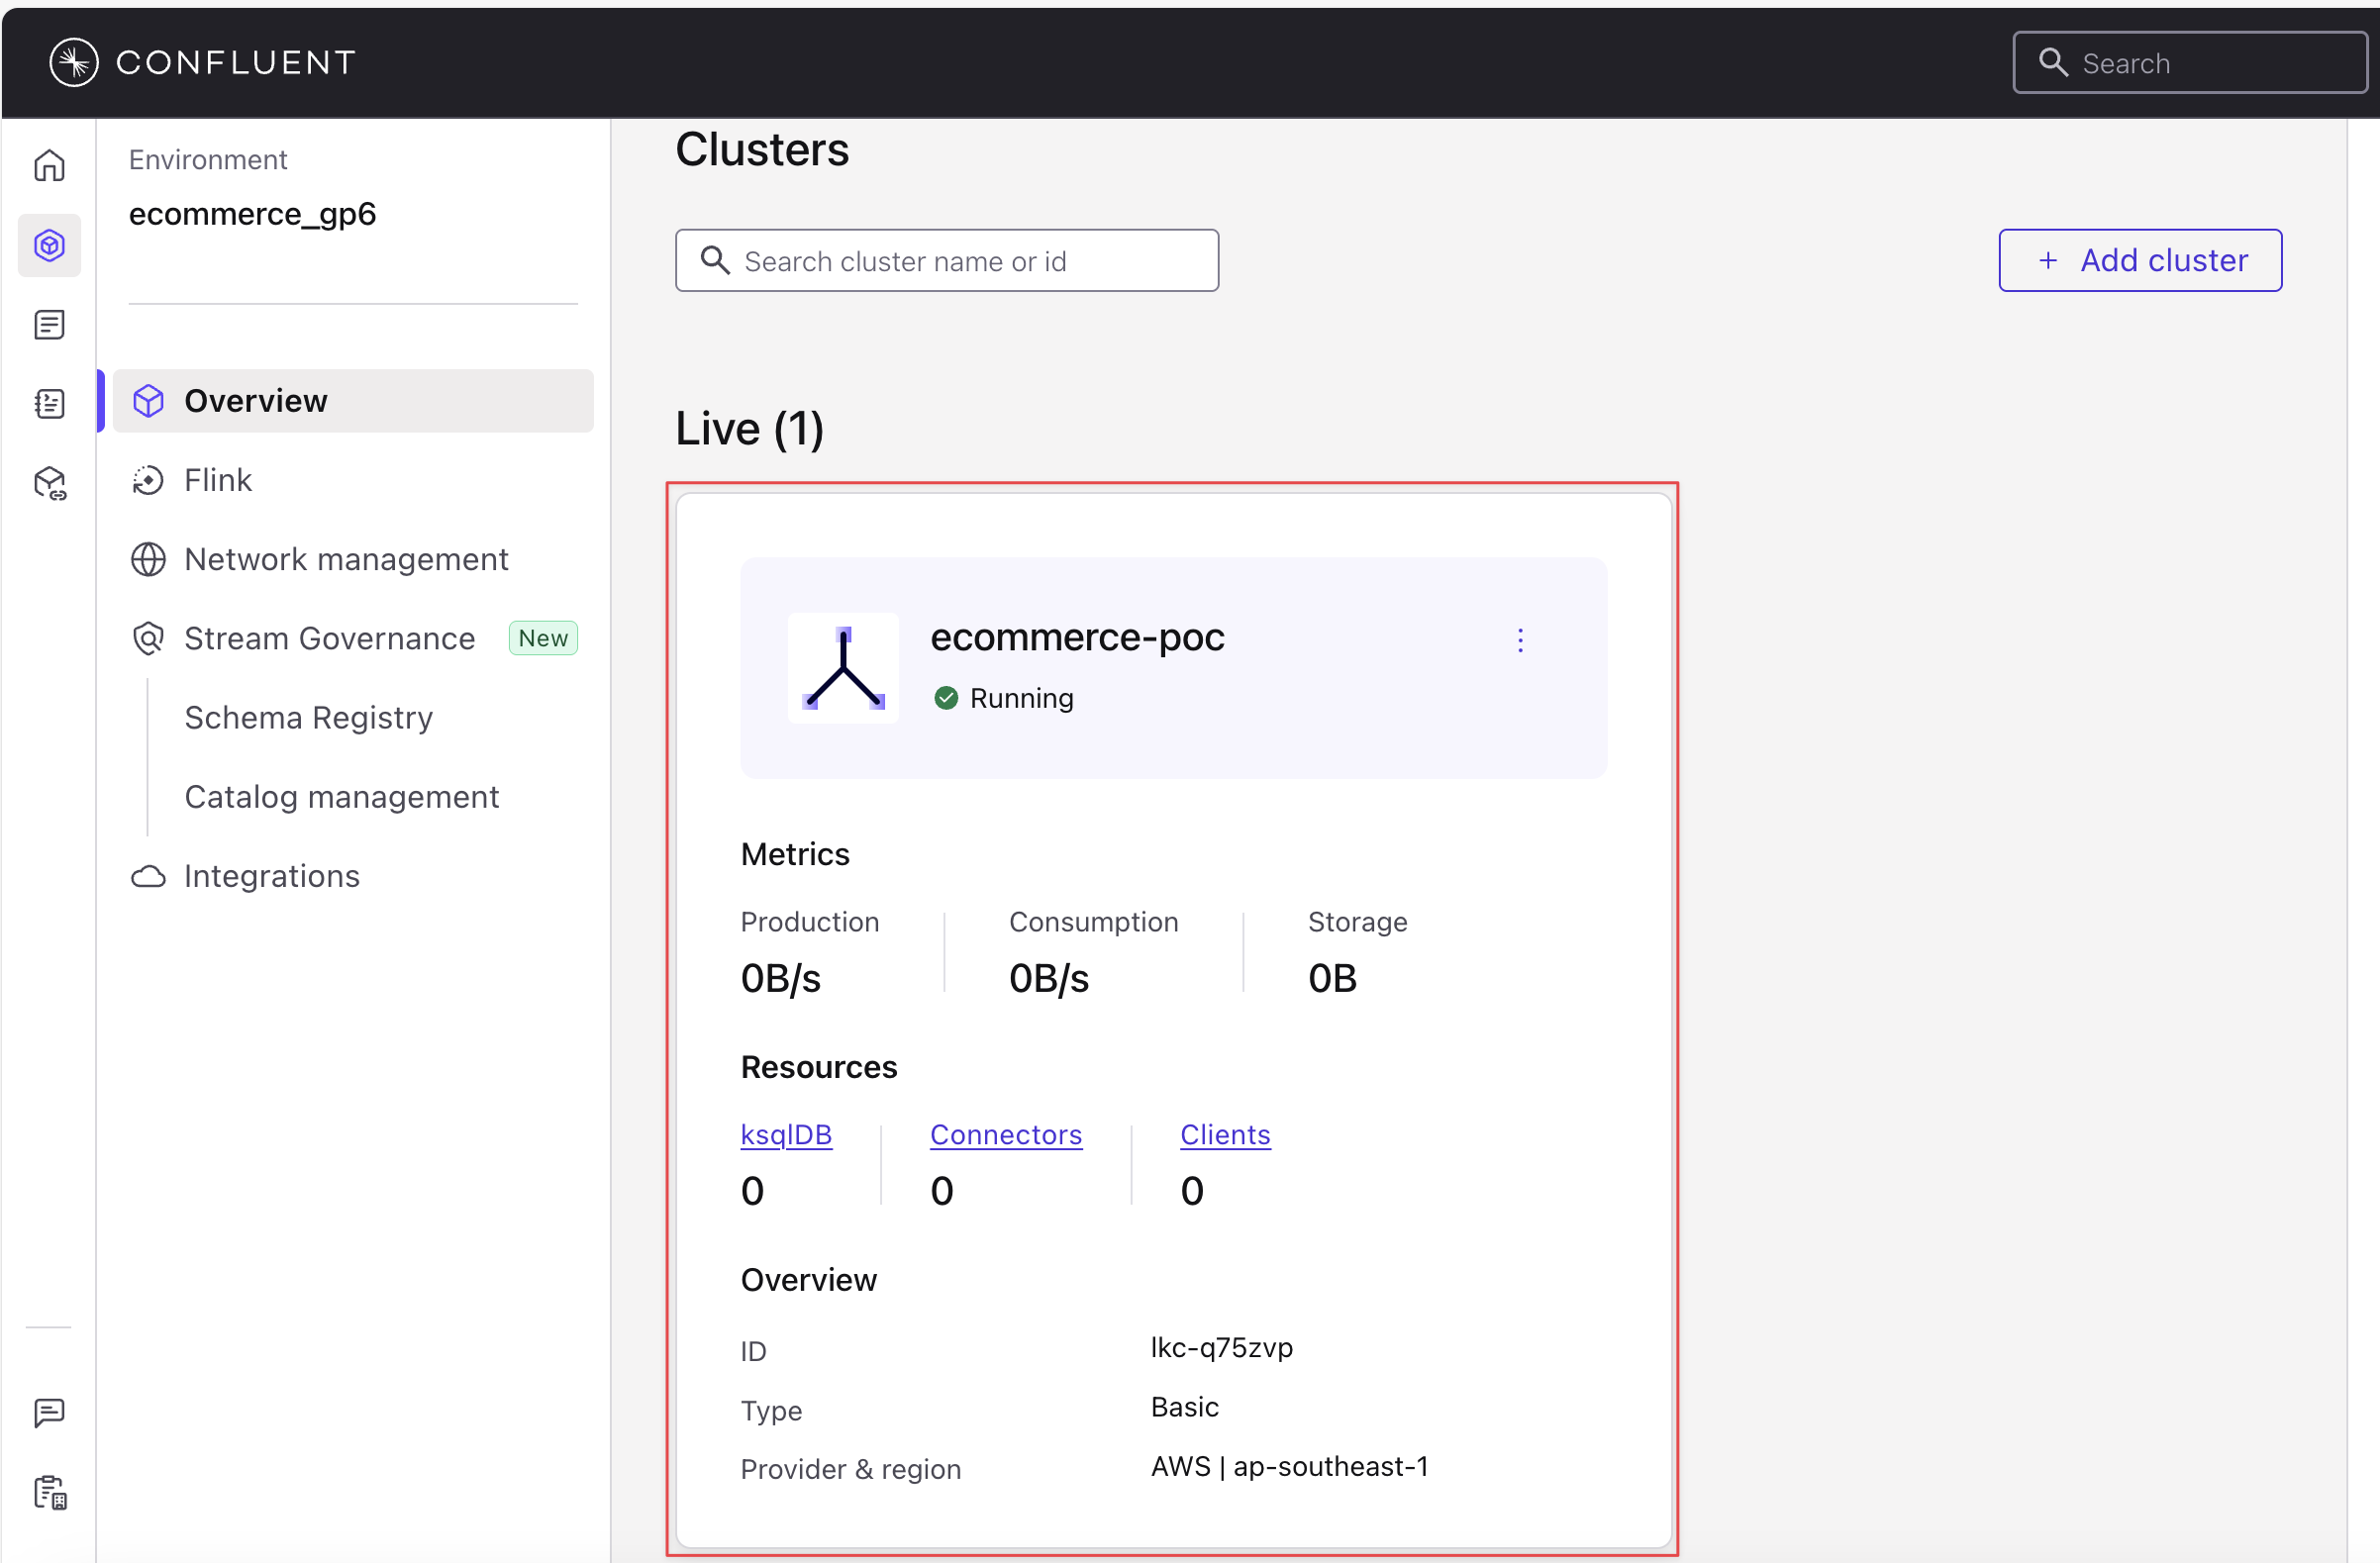 CONFLUENT
Search
Environment
ecommerce_gp6
Overview
Flink
Network management
Stream Governance New
Schema Registry
Catalog management
Integrations
Clusters
Search cluster name or id
+ Add cluster
Live (1)
ecommerce-poc
Running
Metrics
Production Consumption Storage
0B/s 0B/s 0B
Resources
ksqlDB Connectors Clients
0 0 0
Overview
ID lkc-q75zvp
Type Basic
Provider & region AWS | ap-southeast-1